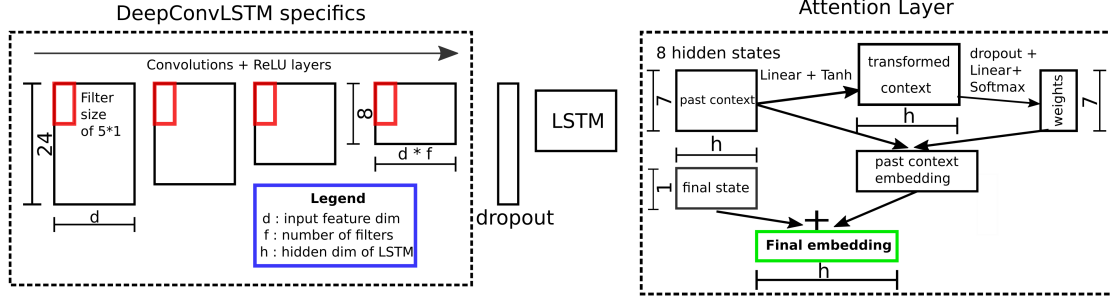 DeepConvLSTM specifics
Convolutions + ReLU layers
Filter
size
of 5*1
24
d
8
d * f
Legend
d : input feature dim
f : number of filters
h : hidden dim of LSTM
dropout
LSTM
Attention Layer
8 hidden states
7
past context
h
Linear + Tanh
transformed
context
h
dropout +
Linear+
Softmax
weights
7
past context
embedding
1
final state
+
Final embedding
h